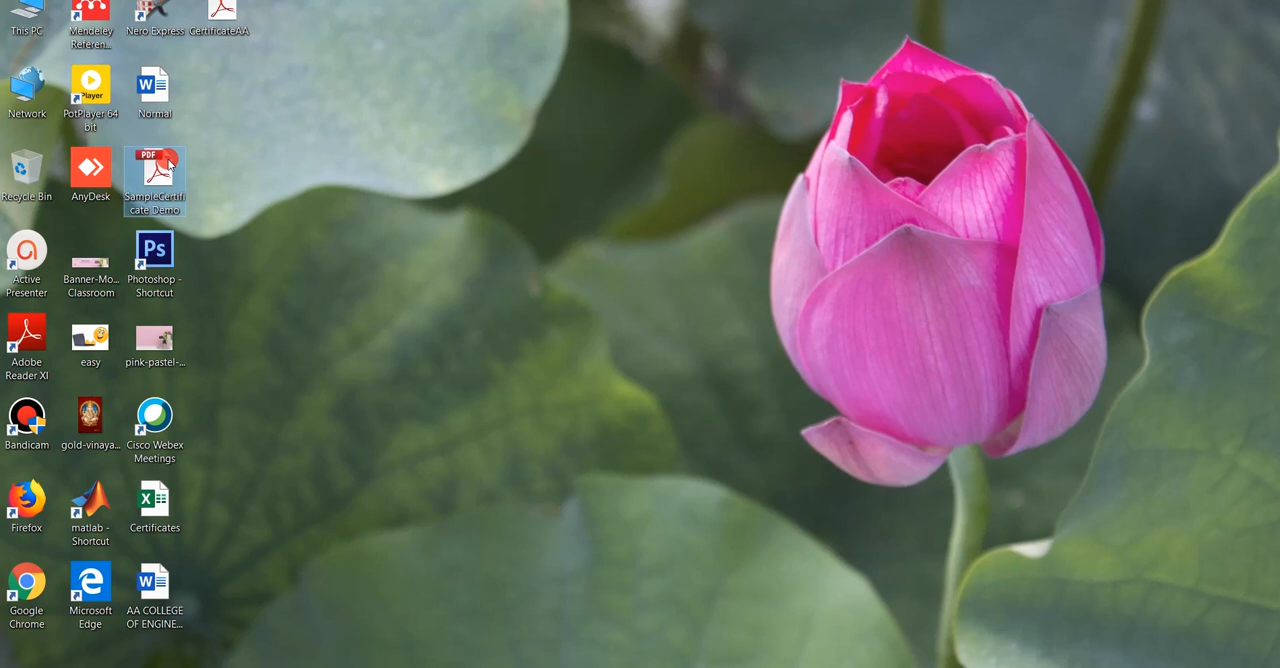 This PC
Mendeley
Referen...
Nero Express
CertificateAA
Network
Player
PotPlayer 64
bit
W
Normal
Recycle Bin
AnyDesk
PDF
SampleCertifi
cate Demo
Active
Presenter
Banner-Mo...
Classroom
Ps
Photoshop -
Shortcut
Adobe
Reader XI
easy
pink-pastel-...
Bandicam
gold-vinaya...
Cisco Webex
Meetings
Firefox
matlab -
Shortcut
X
Certificates
Google
Chrome
Microsoft
Edge
W
AA COLLEGE
OF ENGINE...